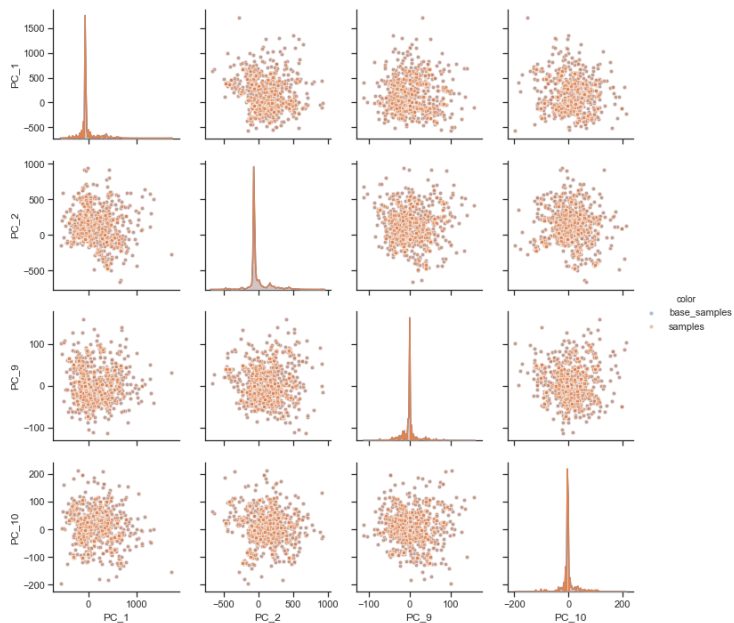 1500
1000
500
0
−500
PC_1
1000
500
0
−500
PC_2
color
base_samples
samples
100
0
−100
PC_9
200
100
0
−100
−200
PC_10
0 1000
−500 0 500 1000
−100 0 100
−200 0 200
PC_1 PC_2 PC_9 PC_10